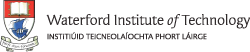 Waterford Institute of Technology
INSTITIÚID TEICNEOLAÍOCHTA PHORT LÁIRGE